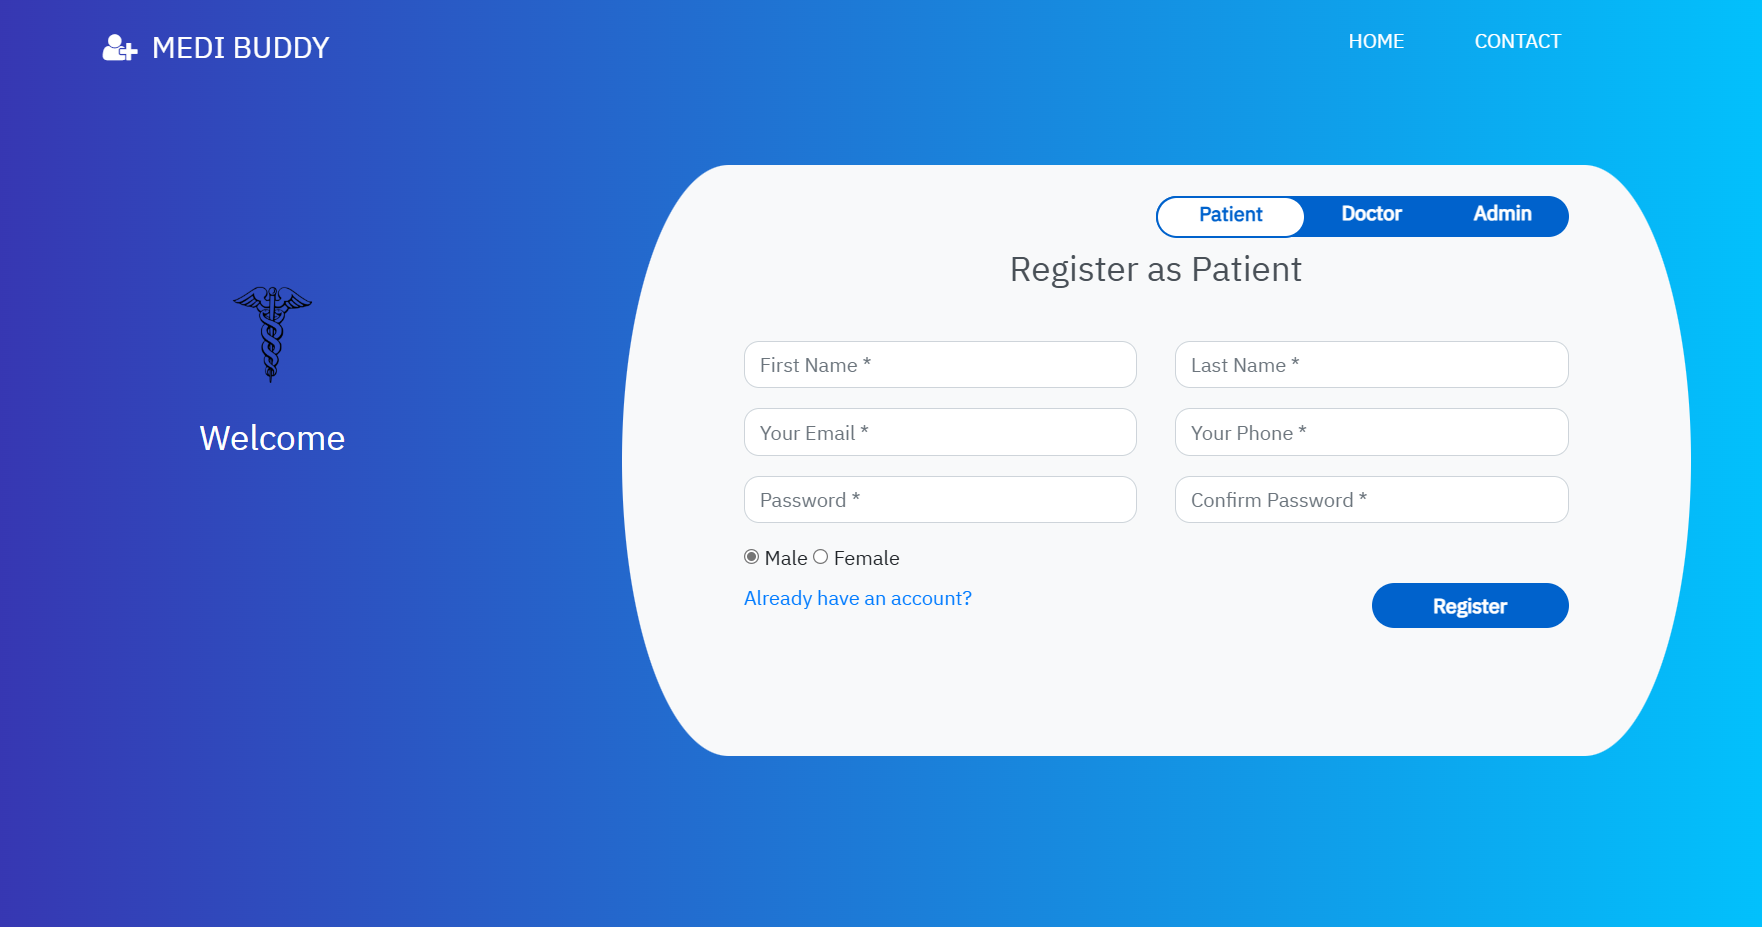 MEDI BUDDY
HOME CONTACT
Patient Doctor Admin
Register as Patient
First Name * Last Name *
Your Email * Your Phone *
Password * Confirm Password *
Male Female
Already have an account?
Register
Welcome